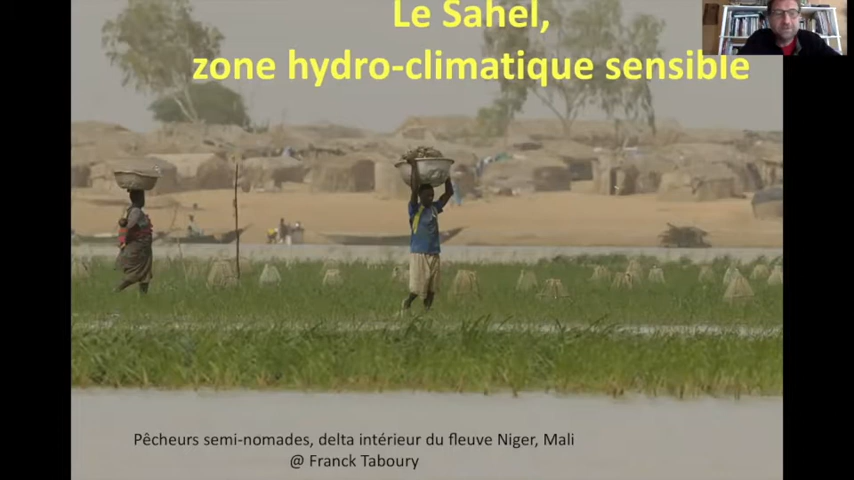 Le Sahel,
zone hydro-climatique sensible
Pêcheurs semi-nomades, delta intérieur du fleuve Niger, Mali
@ Franck Taboury